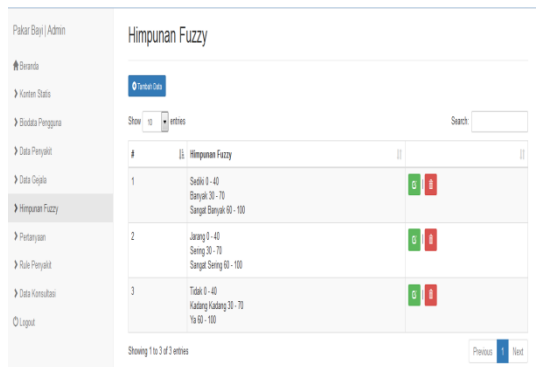 Pakar Bayi | Admin
Beranda
Konten Statis
Biodata Pengguna
Data Penyakit
Data Gejala
Himpunan Fuzzy
Pertanyaan
Rule Penyakit
Data Konsultasi
Logout
Himpunan Fuzzy
Tambah Data
Show 10 entries
Search:
# Himpunan Fuzzy
1 Sediki 0 - 40
Banyak 30 - 70
Sangat Banyak 60 - 100
2 Jarang 0 - 40
Sering 30 - 70
Sangat Sering 60 - 100
3 Tidak 0 - 40
Kadang Kadang 30 - 70
Ya 60 - 100
Showing 1 to 3 of 3 entries
Previous 1 Next